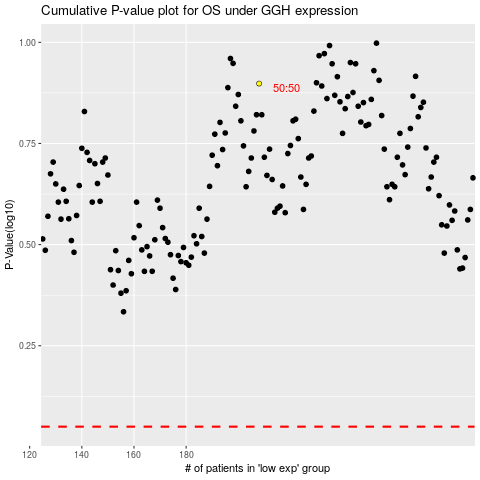 Cumulative P-value plot for OS under GGH expression
P-Value(log10)
1.00
0.75
0.50
0.25
50:50
120 140 160 180
# of patients in 'low exp' group